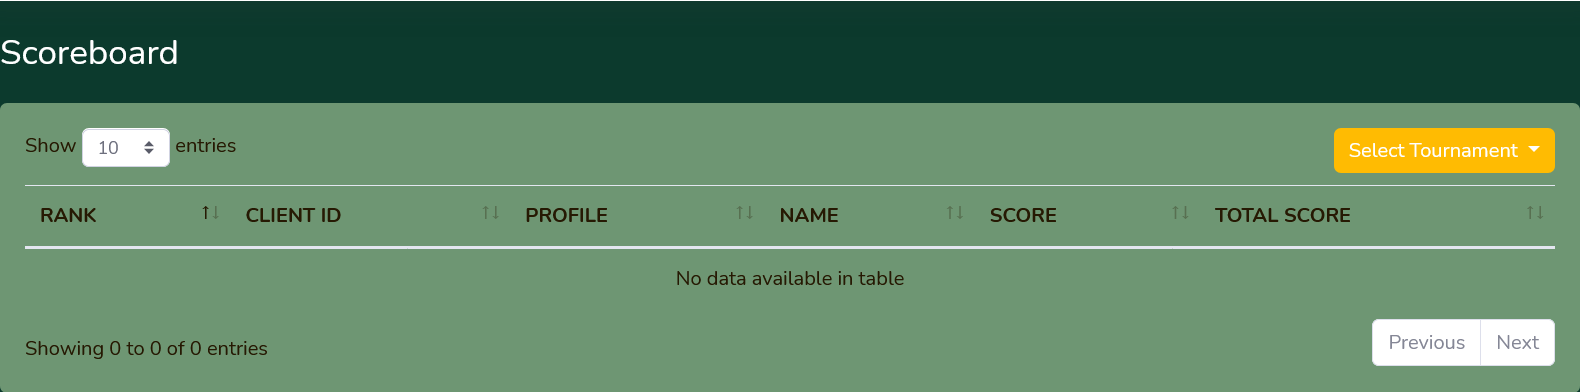 Scoreboard
Show 10 entries
Select Tournament
RANK CLIENT ID PROFILE NAME SCORE TOTAL SCORE
No data available in table
Showing 0 to 0 of 0 entries
Previous Next